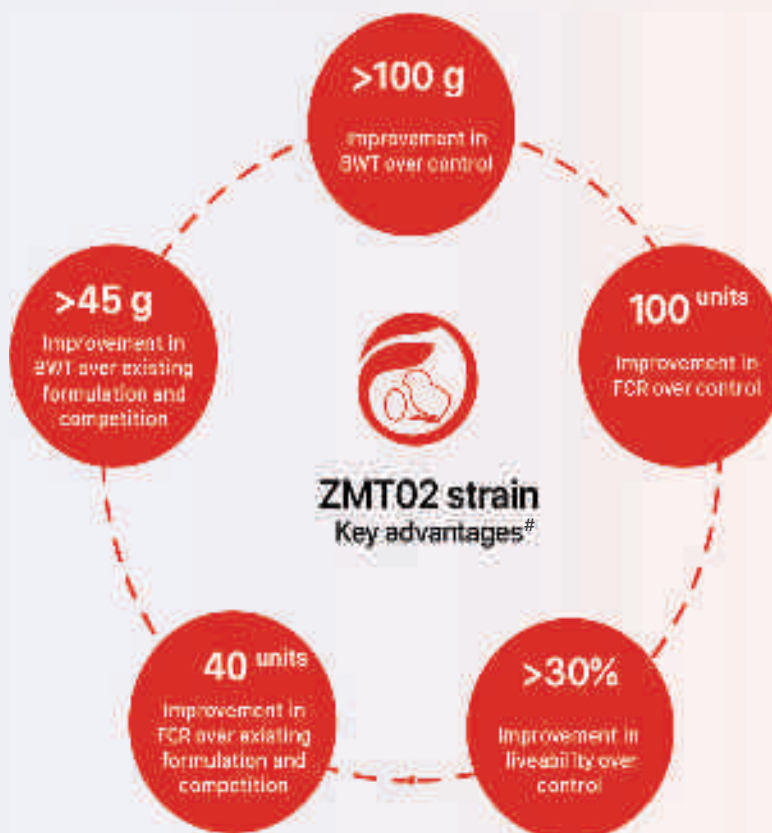 >100 g
Improvement in
BWT over control
100 units
Improvement in
FCR over control
>30%
Improvement in
liveability over
control
40 units
Improvement in
FCR over existing
formulation and
competition
>45 g
Improvement in
BWT over existing
formulation and
competition
ZMT02 strain
Key advantages#